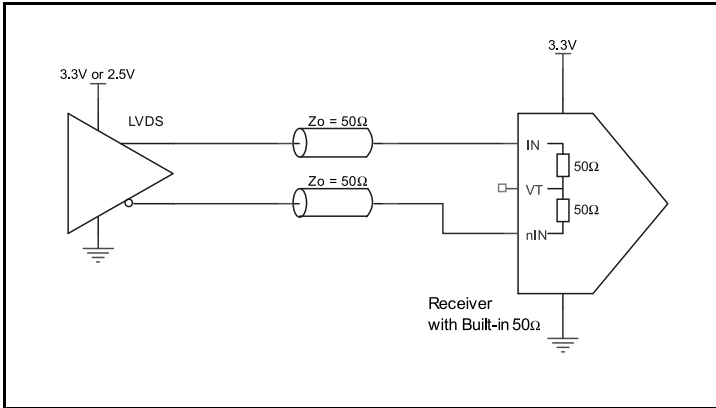 3.3V
3.3V or 2.5V
LVDS
Zo = 50Ω
IN
50Ω
VT
Zo = 50Ω
50Ω
nIN
Receiver
with Built-in 50Ω